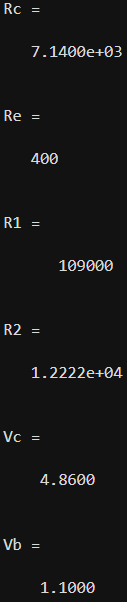 Rc =
7.1400e+03
Re =
400
R1 =
109000
R2 =
1.2222e+04
Vc =
4.8600
Vb =
1.1000